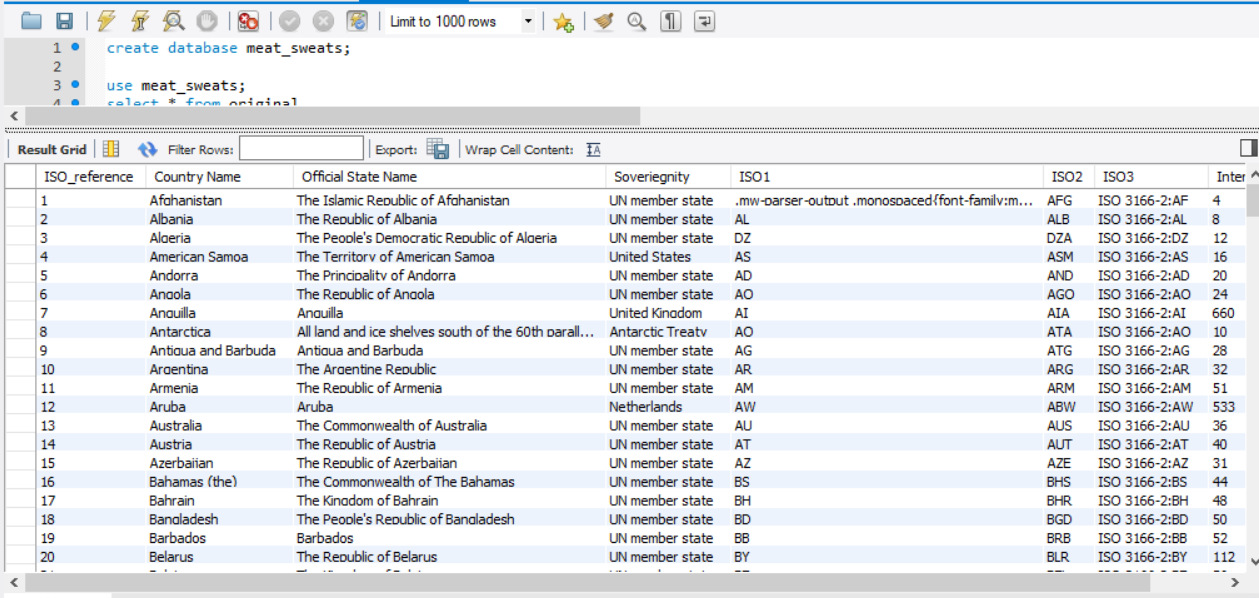 Limit to 1000 rows
1 create database meat_sweats;
2
3 use meat_sweats;
4 select * from original
Result Grid Filter Rows: Export: Wrap Cell Content:
ISO_reference Country Name Official State Name Soveriegnity ISO1 ISO2 ISO3 Inter
1 Afghanistan The Islamic Republic of Afghanistan UN member state .mw-parser-output .monospaced{font-family:m... AFG ISO 3166-2:AF 4
2 Albania The Republic of Albania UN member state AL ALB ISO 3166-2:AL 8
3 Algeria The People's Democratic Republic of Algeria UN member state DZ DZA ISO 3166-2:DZ 12
4 American Samoa The Territory of American Samoa United States AS ASM ISO 3166-2:AS 16
5 Andorra The Principality of Andorra UN member state AD AND ISO 3166-2:AD 20
6 Angola The Republic of Angola UN member state AO AGO ISO 3166-2:AO 24
7 Anguilla Anguilla United Kingdom AI AIA ISO 3166-2:AI 660
8 Antarctica All land and ice shelves south of the 60th parall... Antarctic Treaty AO ATA ISO 3166-2:AO 10
9 Antigua and Barbuda Antigua and Barbuda UN member state AG ATG ISO 3166-2:AG 28
10 Argentina The Argentine Republic UN member state AR ARG ISO 3166-2:AR 32
11 Armenia The Republic of Armenia UN member state AM ARM ISO 3166-2:AM 51
12 Aruba Aruba Netherlands AW ABW ISO 3166-2:AW 533
13 Australia The Commonwealth of Australia UN member state AU AUS ISO 3166-2:AU 36
14 Austria The Republic of Austria UN member state AT AUT ISO 3166-2:AT 40
15 Azerbaijan The Republic of Azerbaijan UN member state AZ AZE ISO 3166-2:AZ 31
16 Bahamas (the) The Commonwealth of The Bahamas UN member state BS BHS ISO 3166-2:BS 44
17 Bahrain The Kingdom of Bahrain UN member state BH BHR ISO 3166-2:BH 48
18 Bangladesh The People's Republic of Bangladesh UN member state BD BGD ISO 3166-2:BD 50
19 Barbados Barbados UN member state BB BRB ISO 3166-2:BB 52
20 Belarus The Republic of Belarus UN member state BY BLR ISO 3166-2:BY 112